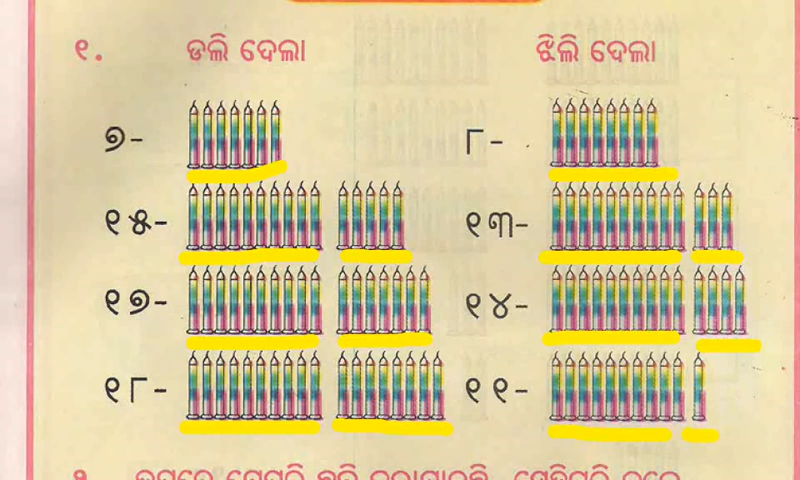 ୧. ଡଲି ଦେଲା ଝିଲି ଦେଲା
୭- ୮-
୧୫- ୧୩-
୧୭- ୧୪-
୧୮- ୧୧-